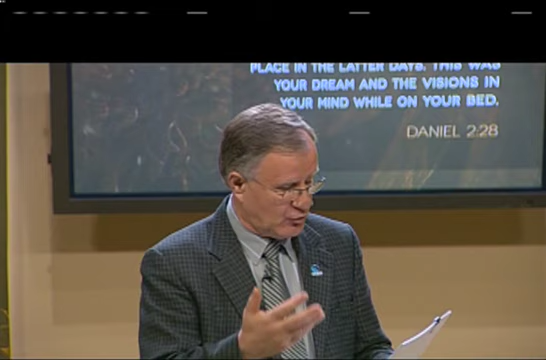 PLACE IN THE LATTER DAYS. THIS WAS
YOUR DREAM AND THE VISIONS IN
YOUR MIND WHILE ON YOUR BED.
DANIEL 2:28